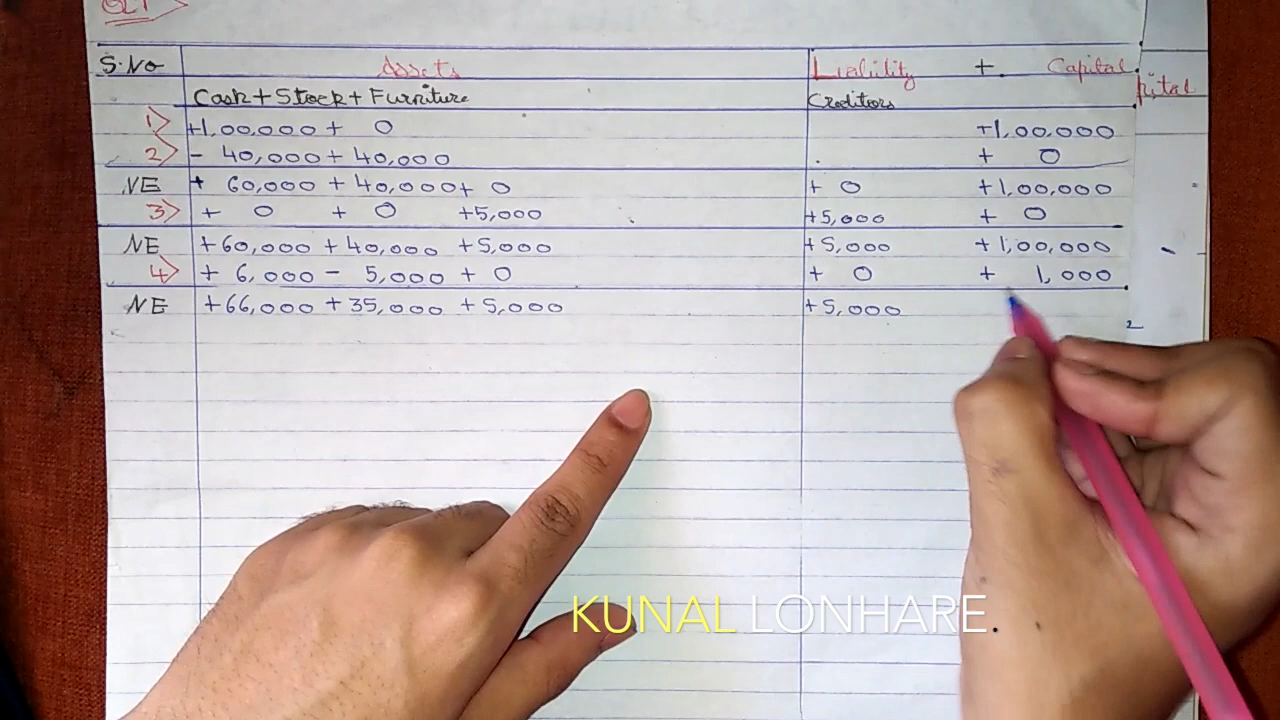 Q21
S.No Assets Liability + Capital
pital
Cash + Stock + Furniture Creditors
1> +1,00,000 + 0 +1,00,000
2> - 40,000 + 40,000 + 0
NE + 60,000 + 40,000 + 0 + 0 +1,00,000
3> + 0 + 0 +5,000 +5,000 + 0
NE +60,000 +40,000 +5,000 +5,000 +1,00,000
4> + 6,000 - 5,000 + 0 + 0 + 1,000
NE +66,000 +35,000 +5,000 +5,000
2
KUNAL LONHARE.